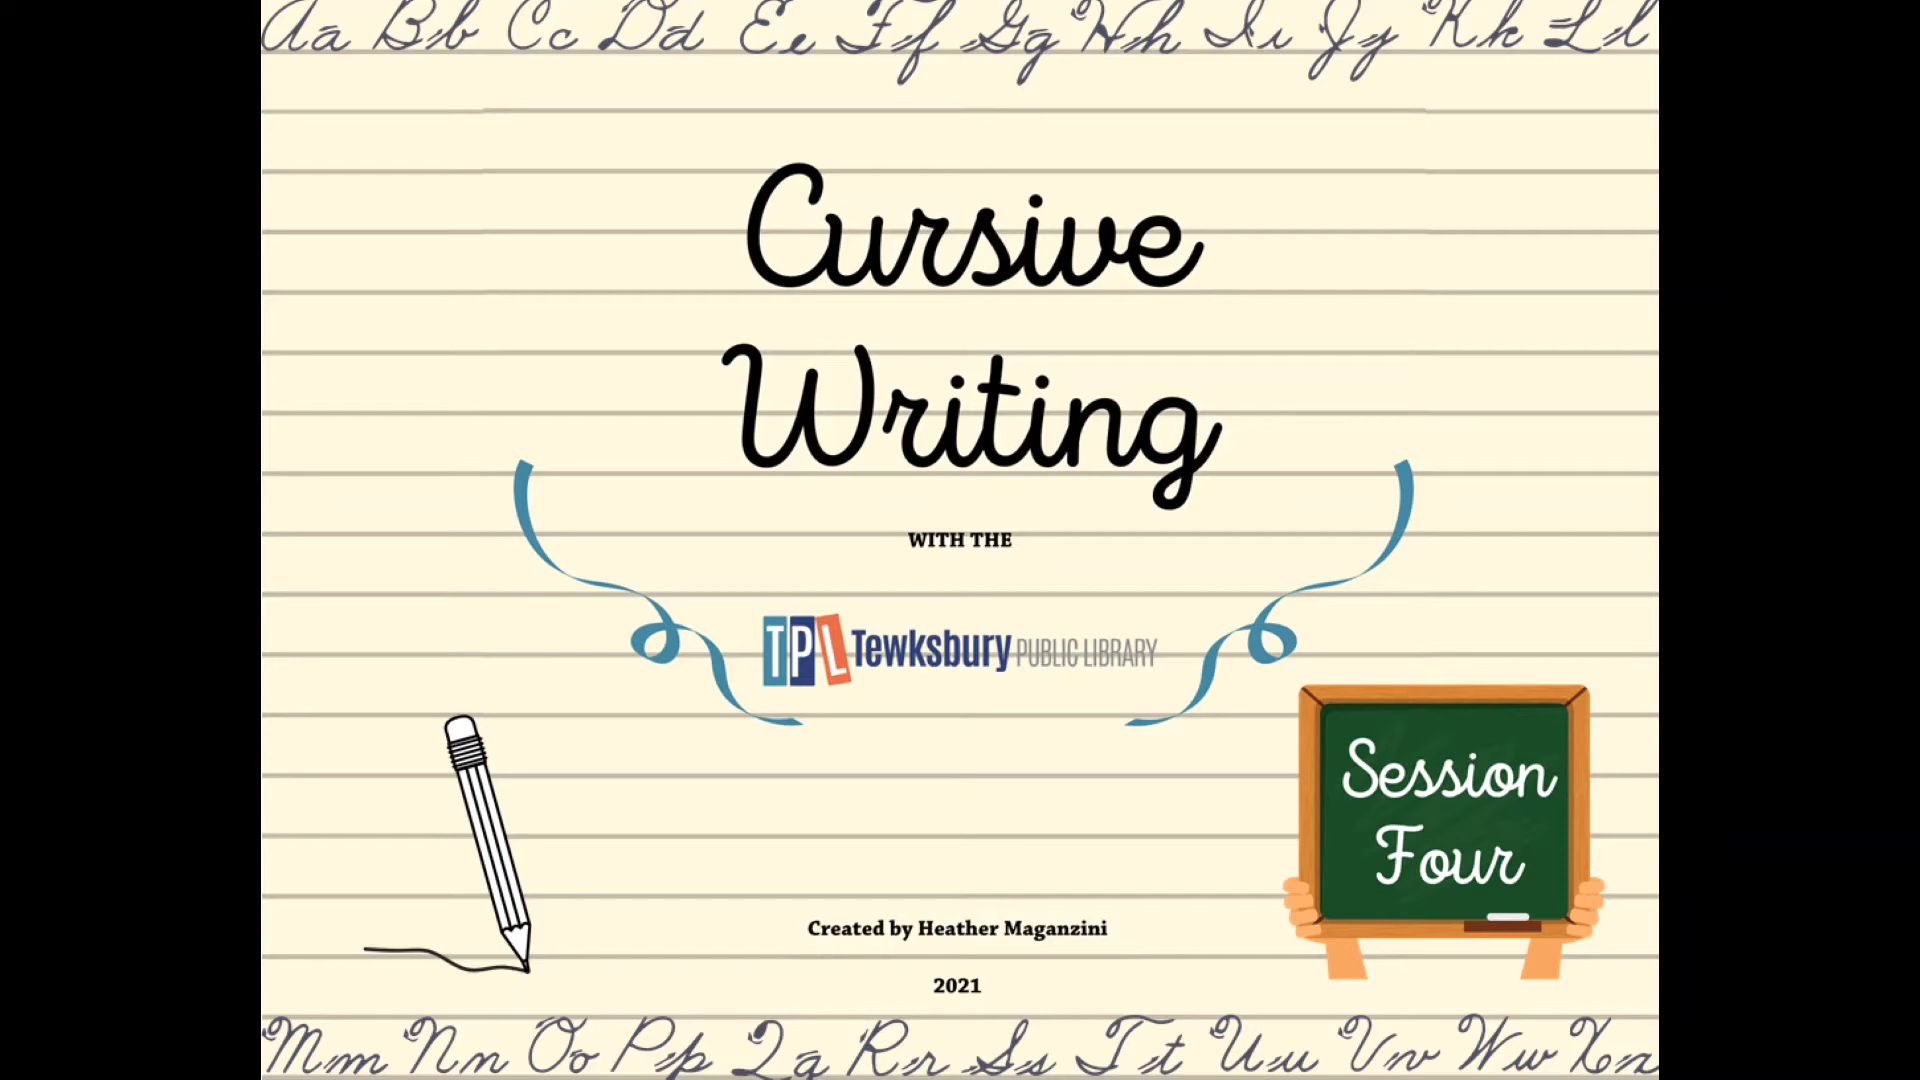 Aa Bb Cc Dd Ee Ff Gg Hh Ii Jj Kk Ll
Cursive
Writing
WITH THE
TPL Tewksbury PUBLIC LIBRARY
Session
Four
Created by Heather Maganzini
2021
Mm Nn Oo Pp Qq Rr Ss Tt Uu Vv Ww Xx